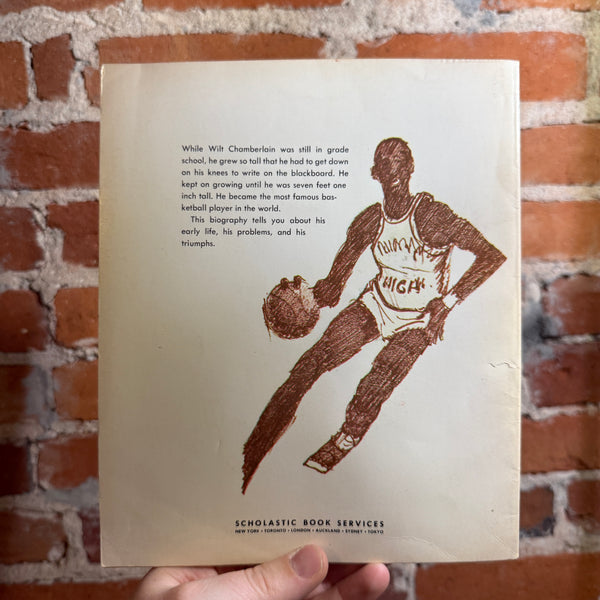 While Wilt Chamberlain was still in grade
school, he grew so tall that he had to get down
on his knees to write on the blackboard. He
kept on growing until he was seven feet one
inch tall. He became the most famous bas-
ketball player in the world.
This biography tells you about his
early life, his problems, and his
triumphs.
HIGH
SCHOLASTIC BOOK SERVICES
NEW YORK • TORONTO • LONDON • AUCKLAND • SYDNEY • TOKYO